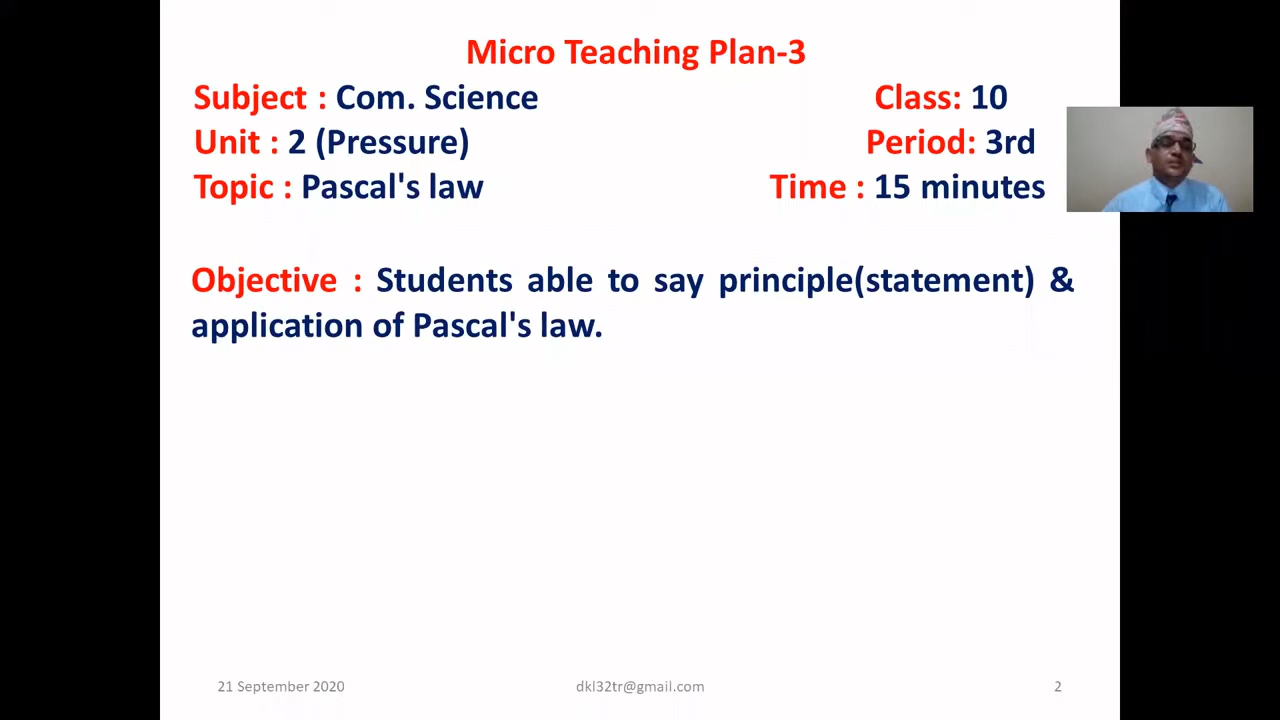 Micro Teaching Plan-3
Subject : Com. Science Class: 10
Unit : 2 (Pressure) Period: 3rd
Topic : Pascal's law Time : 15 minutes
Objective : Students able to say principle(statement) &
application of Pascal's law.
21 September 2020 dkl32tr@gmail.com 2